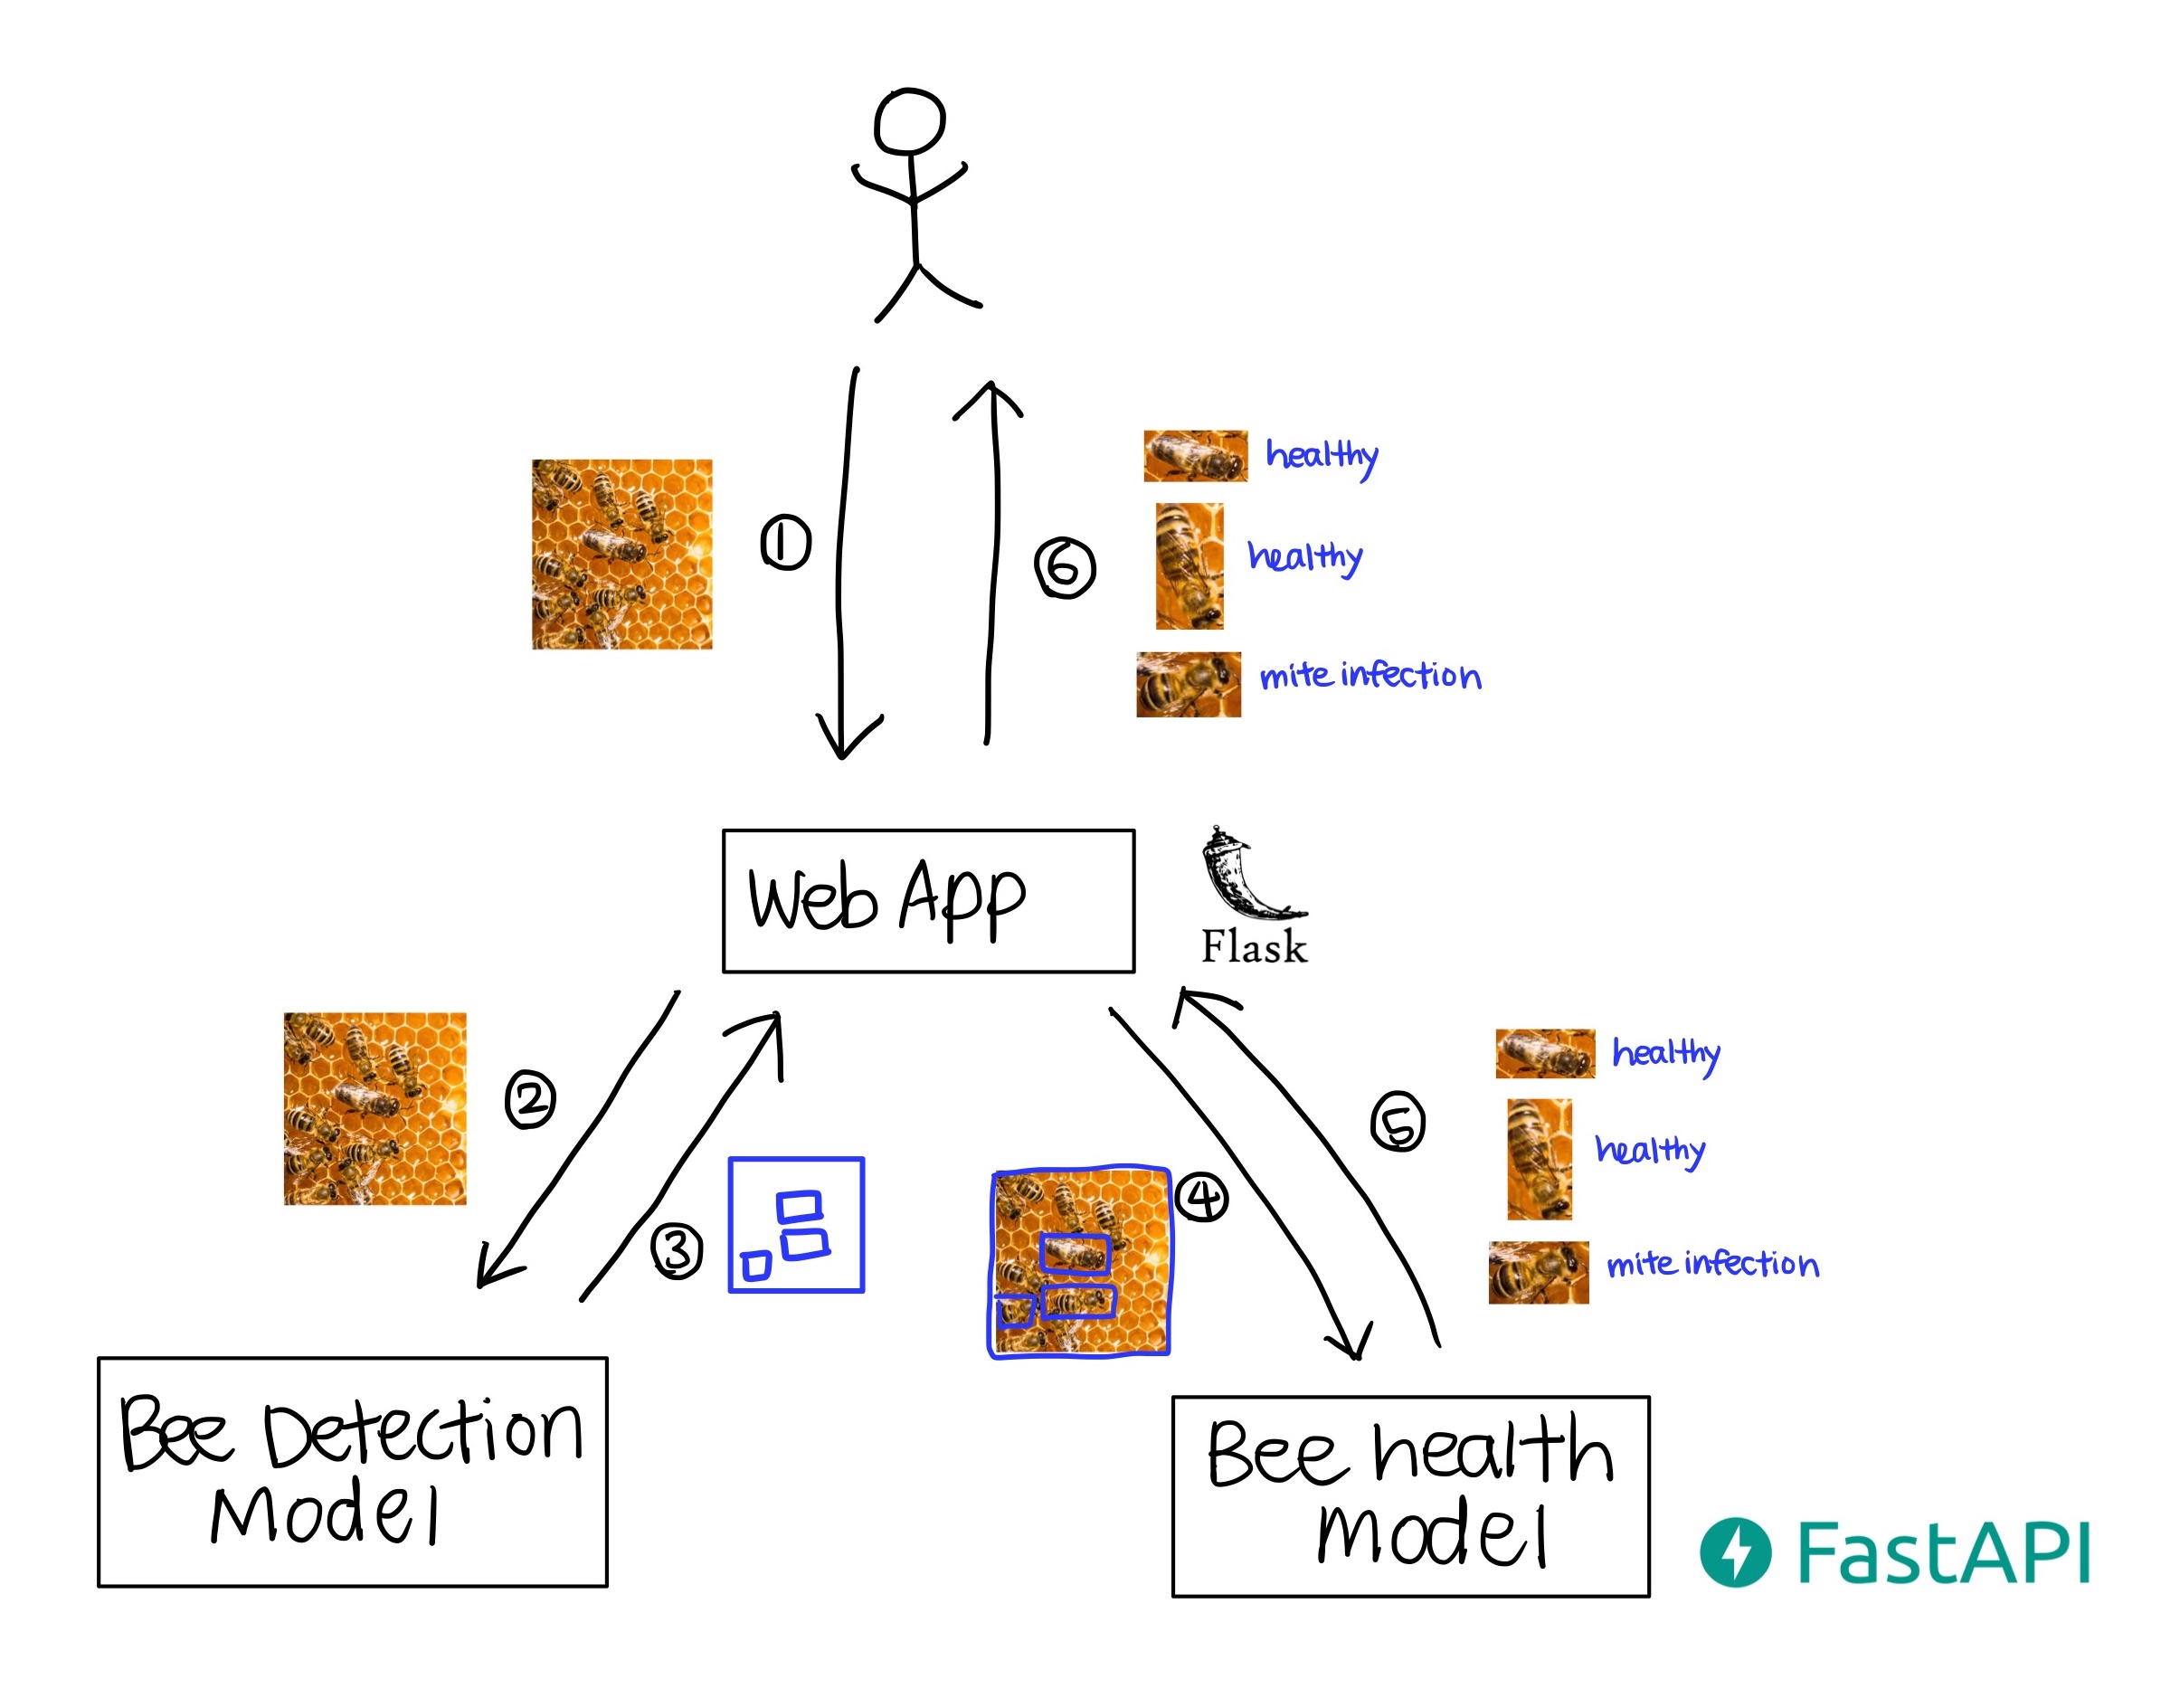 ①
⑥
healthy
healthy
mite infection
Web App
Flask
②
③
④
⑤
healthy
healthy
mite infection
Bee Detection
Model
Bee health
model
FastAPI